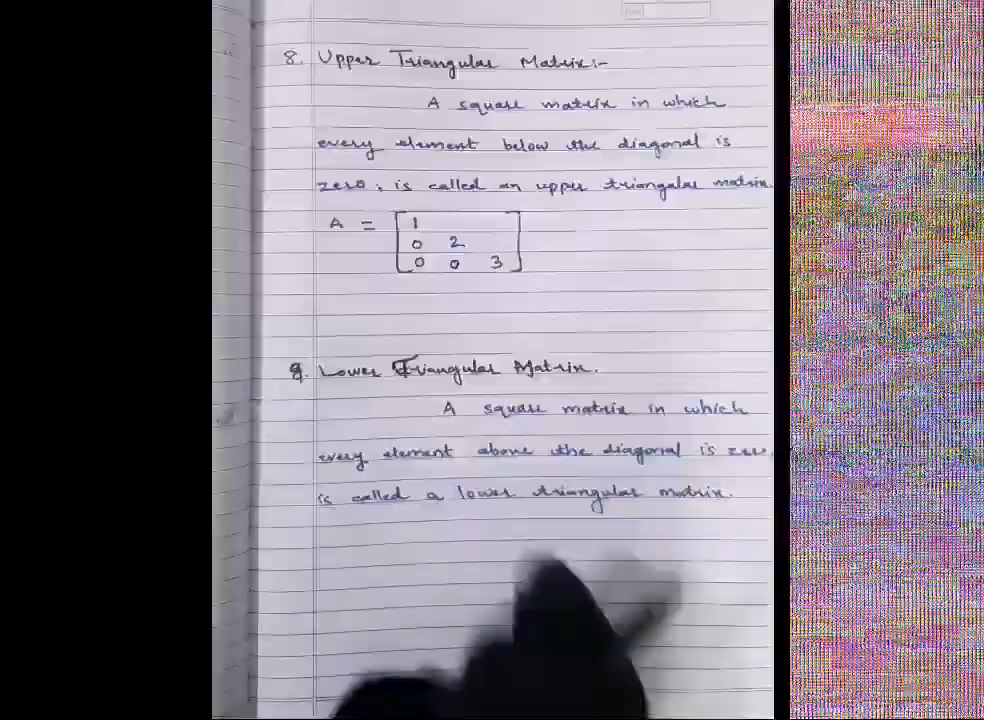 8. Upper Triangular Matrix:-
A square matrix in which
every element below the diagonal is
zero, is called an upper triangular matrix.
A = [1
0 2
0 0 3]
9. Lower Triangular Matrix.
A square matrix in which
every element above the diagonal is zero,
is called a lower triangular matrix.